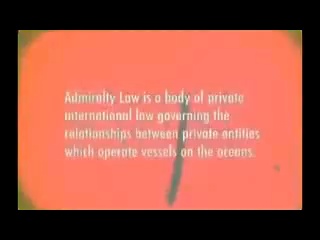 Admiralty Law is a body of private
international law governing the
relationships between private entities
which operate vessels on the oceans.